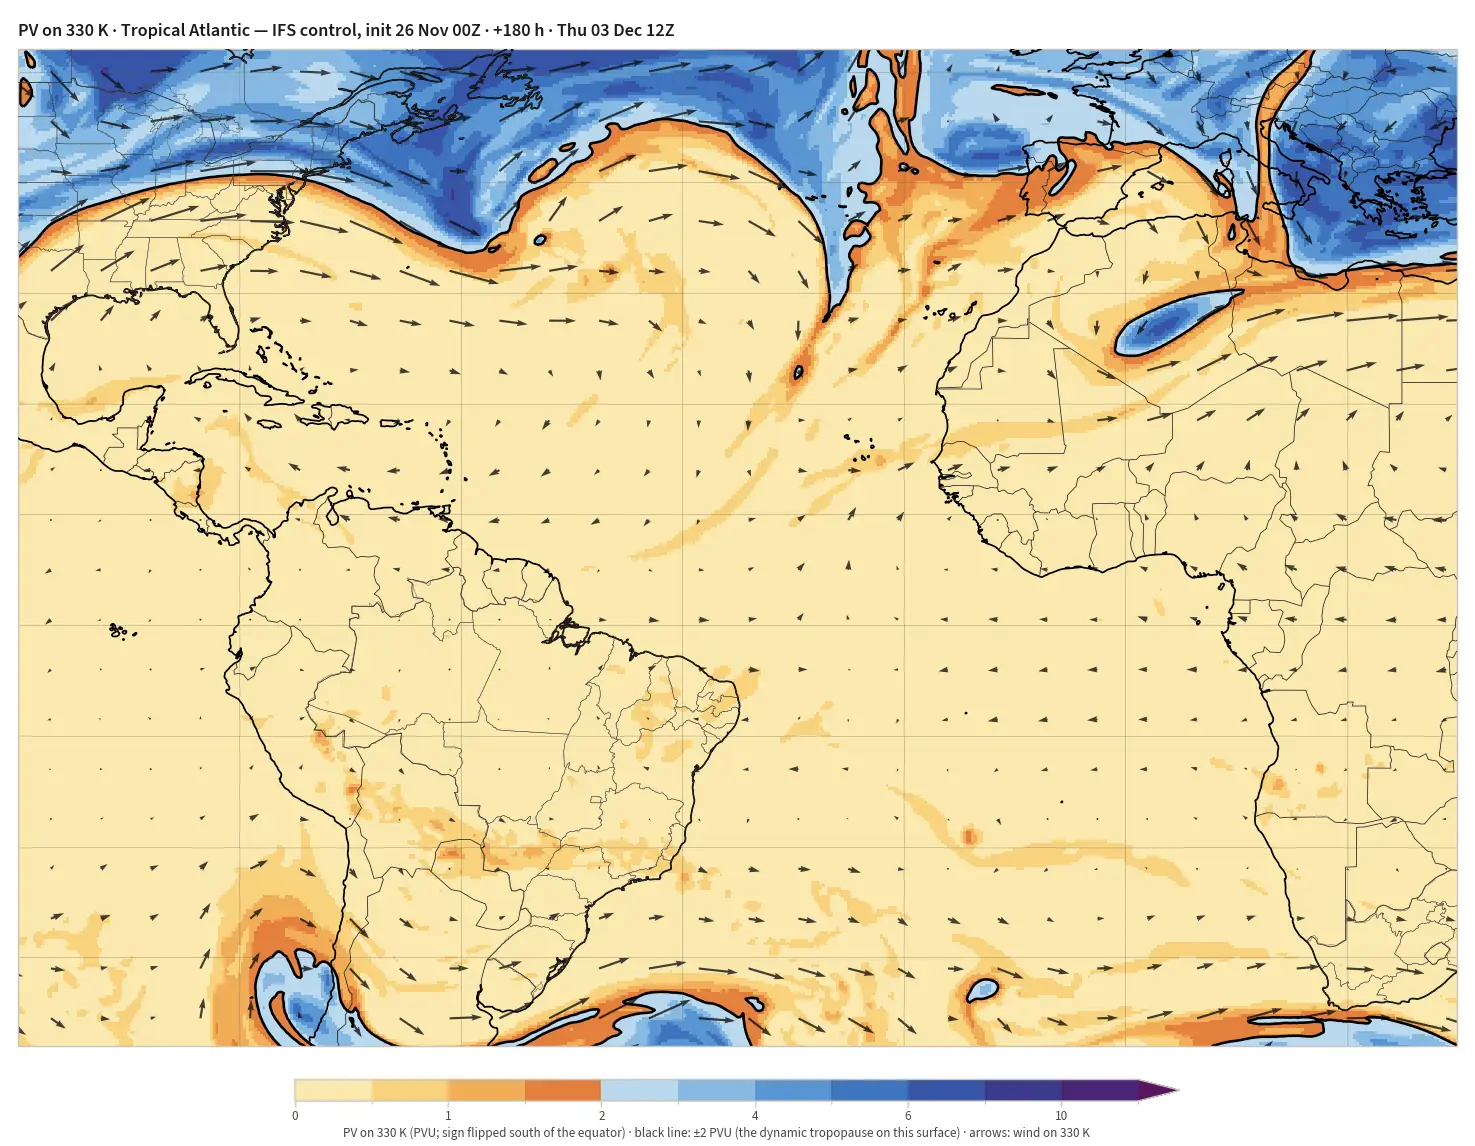 PV on 330 K · Tropical Atlantic — IFS control, init 26 Nov 00Z · +180 h · Thu 03 Dec 12Z
0 1 2 4 6 10
PV on 330 K (PVU; sign flipped south of the equator) · black line: ±2 PVU (the dynamic tropopause on this surface) · arrows: wind on 330 K